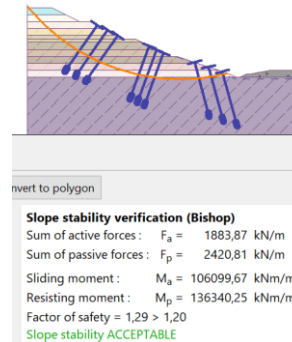 nvert to polygon
Slope stability verification (Bishop)
Sum of active forces : Fa = 1883,87 kN/m
Sum of passive forces : Fp = 2420,81 kN/m
Sliding moment : Ma = 106099,67 kNm/m
Resisting moment : Mp = 136340,25 kNm/m
Factor of safety = 1,29 > 1,20
Slope stability ACCEPTABLE